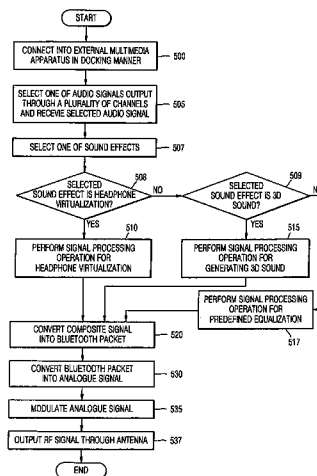 START
CONNECT INTO EXTERNAL MULTIMEDIA
APPARATUS IN DOCKING MANNER
500
SELECT ONE OF AUDIO SIGNALS OUTPUT
THROUGH A PLURALITY OF CHANNELS
AND RECEVIE SELECTED AUDIO SIGNAL
505
SELECT ONE OF SOUND EFFECTS
507
508
SELECTED
SOUND EFFECT IS HEADPHONE
VIRTUALIZATION?
NO
YES
509
SELECTED
SOUND EFFECT IS 3D
SOUND?
YES
510
PERFORM SIGNAL PROCESSING
OPERATION FOR
HEADPHONE VIRTUALIZATION
515
PERFORM SIGNAL PROCESSING
OPERATION FOR
GENERATING 3D SOUND
PERFORM SIGNAL PROCESSING
OPERATION FOR
PREDEFINED EQUALIZATION
517
CONVERT COMPOSITE SIGNAL
INTO BLUETOOTH PACKET
520
CONVERT BLUETOOTH PACKET
INTO ANALOGUE SIGNAL
530
MODULATE ANALOGUE SIGNAL
535
OUTPUT RF SIGNAL THROUGH ANTENNA
537
END